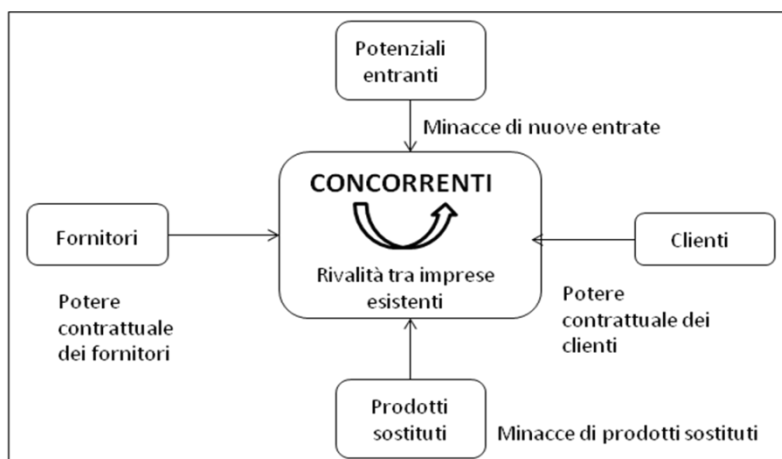 Potenziali
entranti
Minacce di nuove entrate
CONCORRENTI
Rivalità tra imprese
esistenti
Fornitori
Potere
contrattuale
dei fornitori
Clienti
Potere
contrattuale dei
clienti
Prodotti
sostituti
Minacce di prodotti sostituti